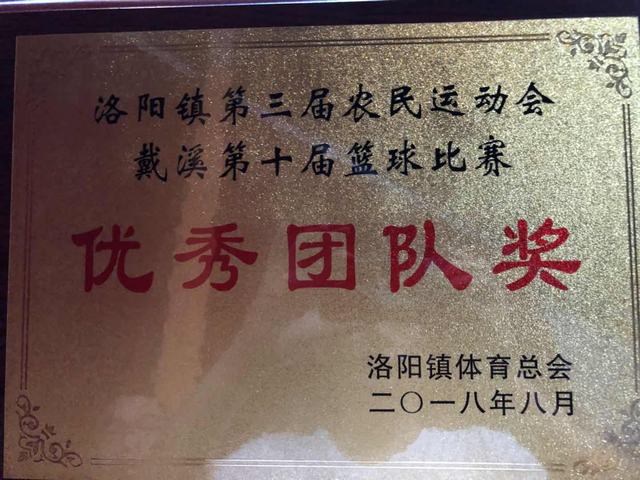 洛阳镇第三届农民运动会
戴溪第十届篮球比赛
优秀团队奖
洛阳镇体育总会
二〇一八年八月